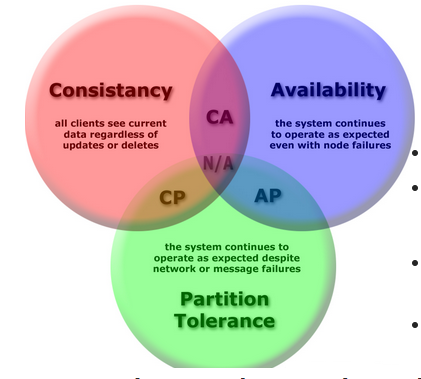 Consistancy
all clients see current
data regardless of
updates or deletes
Availability
the system continues
to operate as expected
even with node failures
CA
N/A
CP
AP
the system continues to
operate as expected despite
network or message failures
Partition
Tolerance